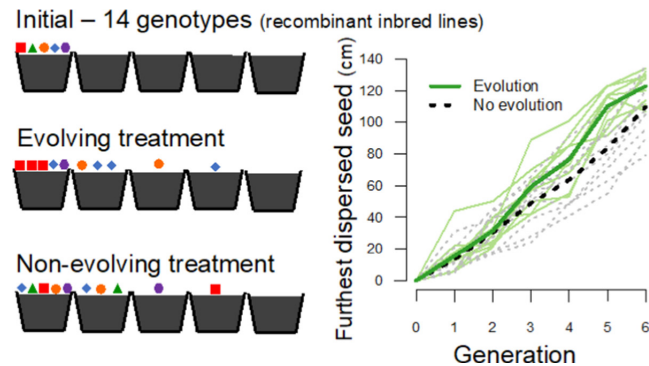 Initial – 14 genotypes (recombinant inbred lines)
Evolving treatment
Non-evolving treatment
Furthest dispersed seed (cm)
140
120
100
80
60
40
20
0
Evolution
No evolution
0 1 2 3 4 5 6
Generation